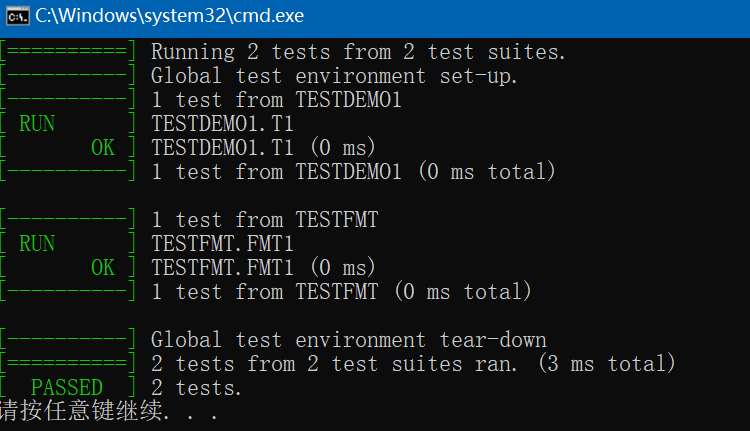 C:\Windows\system32\cmd.exe
[==========] Running 2 tests from 2 test suites.
[----------] Global test environment set-up.
[----------] 1 test from TESTDEMO1
[ RUN      ] TESTDEMO1.T1
[       OK ] TESTDEMO1.T1 (0 ms)
[----------] 1 test from TESTDEMO1 (0 ms total)
[----------] 1 test from TESTFMT
[ RUN      ] TESTFMT.FMT1
[       OK ] TESTFMT.FMT1 (0 ms)
[----------] 1 test from TESTFMT (0 ms total)
[----------] Global test environment tear-down
[==========] 2 tests from 2 test suites ran. (3 ms total)
[  PASSED  ] 2 tests.
请按任意键继续. . .